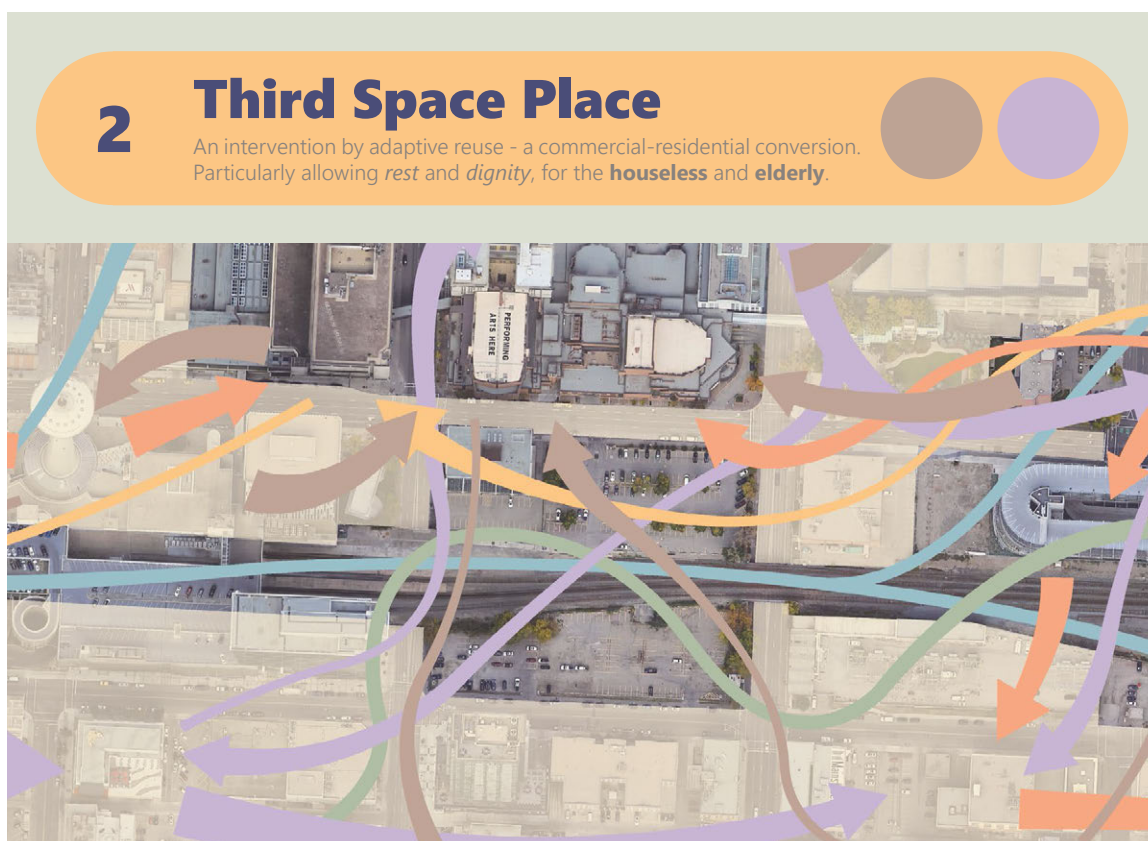 2
Third Space Place
An intervention by adaptive reuse - a commercial-residential conversion.
Particularly allowing rest and dignity, for the houseless and elderly.
PERFORMING
ARTS HERE